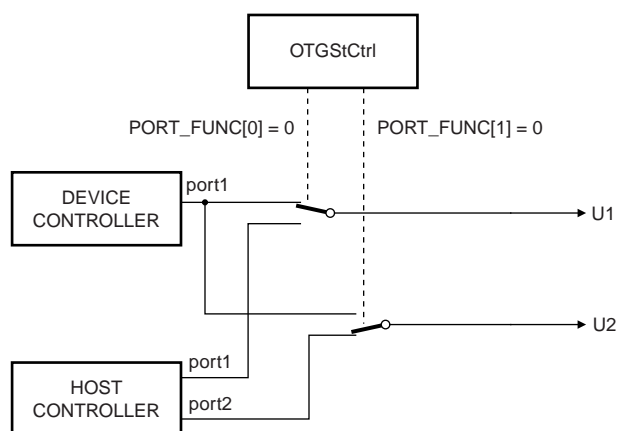 OTGStCtrl
PORT_FUNC[0] = 0
PORT_FUNC[1] = 0
port1
DEVICE
CONTROLLER
U1
U2
port1
HOST
CONTROLLER
port2